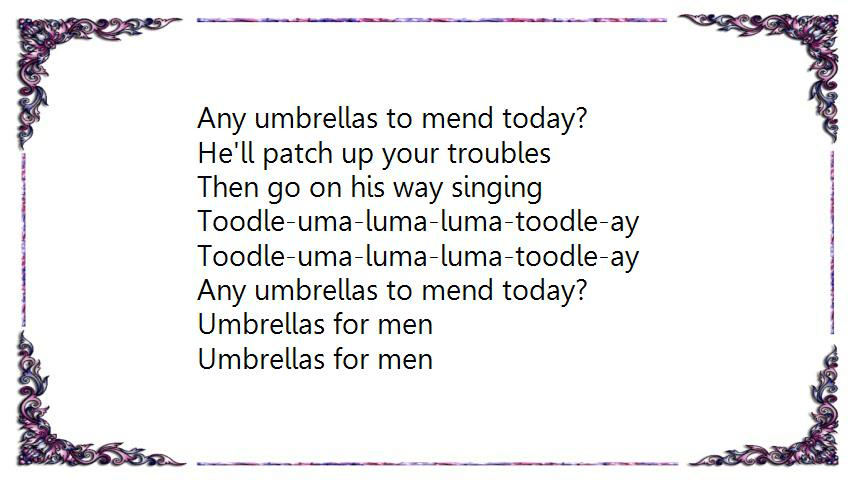 Any umbrellas to mend today?
He'll patch up your troubles
Then go on his way singing
Toodle-uma-luma-luma-toodle-ay
Toodle-uma-luma-luma-toodle-ay
Any umbrellas to mend today?
Umbrellas for men
Umbrellas for men